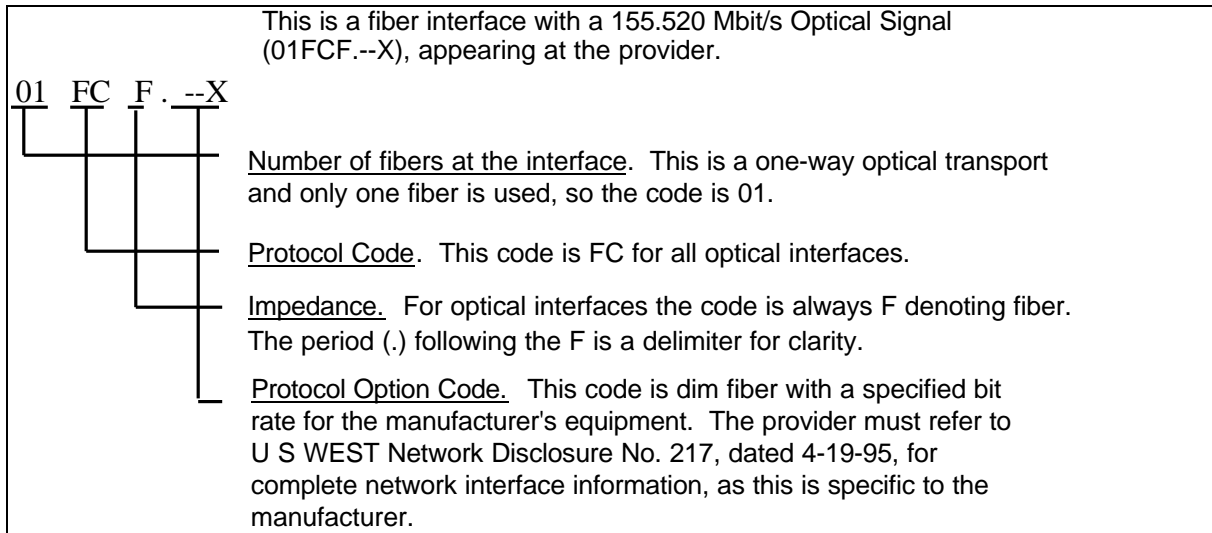 This is a fiber interface with a 155.520 Mbit/s Optical Signal
(01FCF.--X), appearing at the provider.
01 FC F . --X
Number of fibers at the interface. This is a one-way optical transport
and only one fiber is used, so the code is 01.
Protocol Code. This code is FC for all optical interfaces.
Impedance. For optical interfaces the code is always F denoting fiber.
The period (.) following the F is a delimiter for clarity.
Protocol Option Code. This code is dim fiber with a specified bit
rate for the manufacturer's equipment. The provider must refer to
U S WEST Network Disclosure No. 217, dated 4-19-95, for
complete network interface information, as this is specific to the
manufacturer.